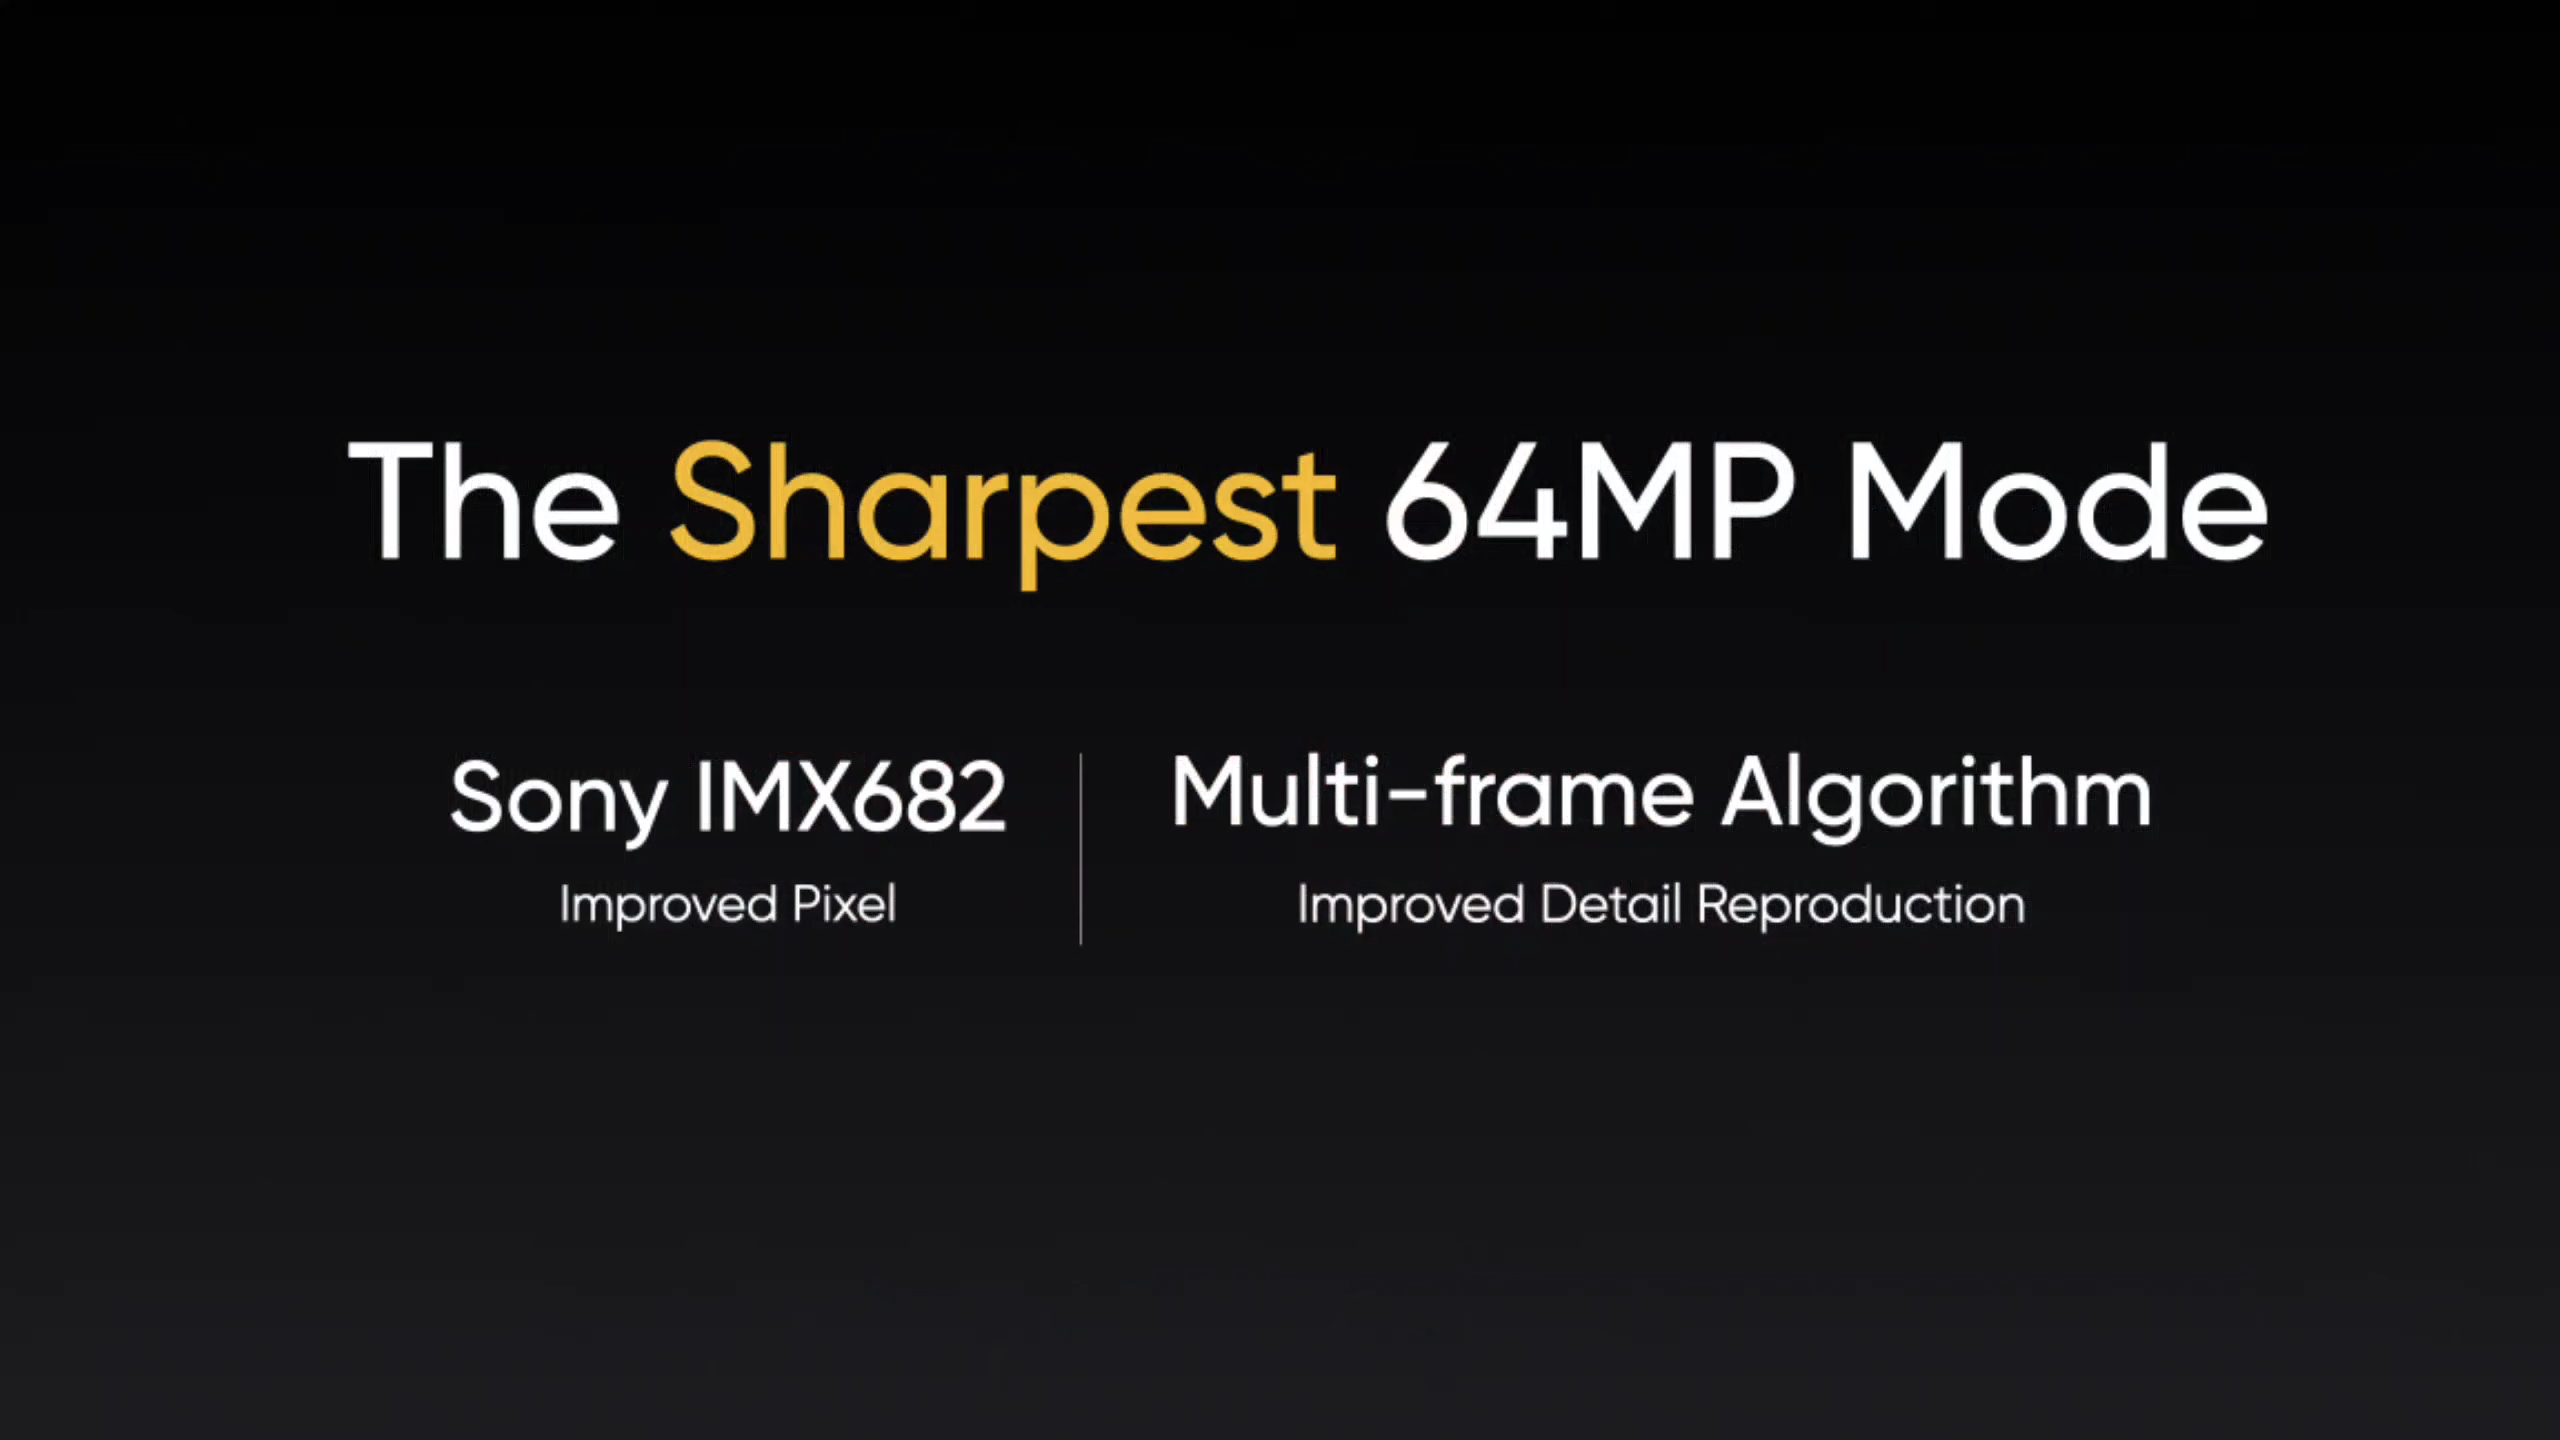 The Sharpest 64MP Mode
Sony IMX682
Improved Pixel
Multi-frame Algorithm
Improved Detail Reproduction